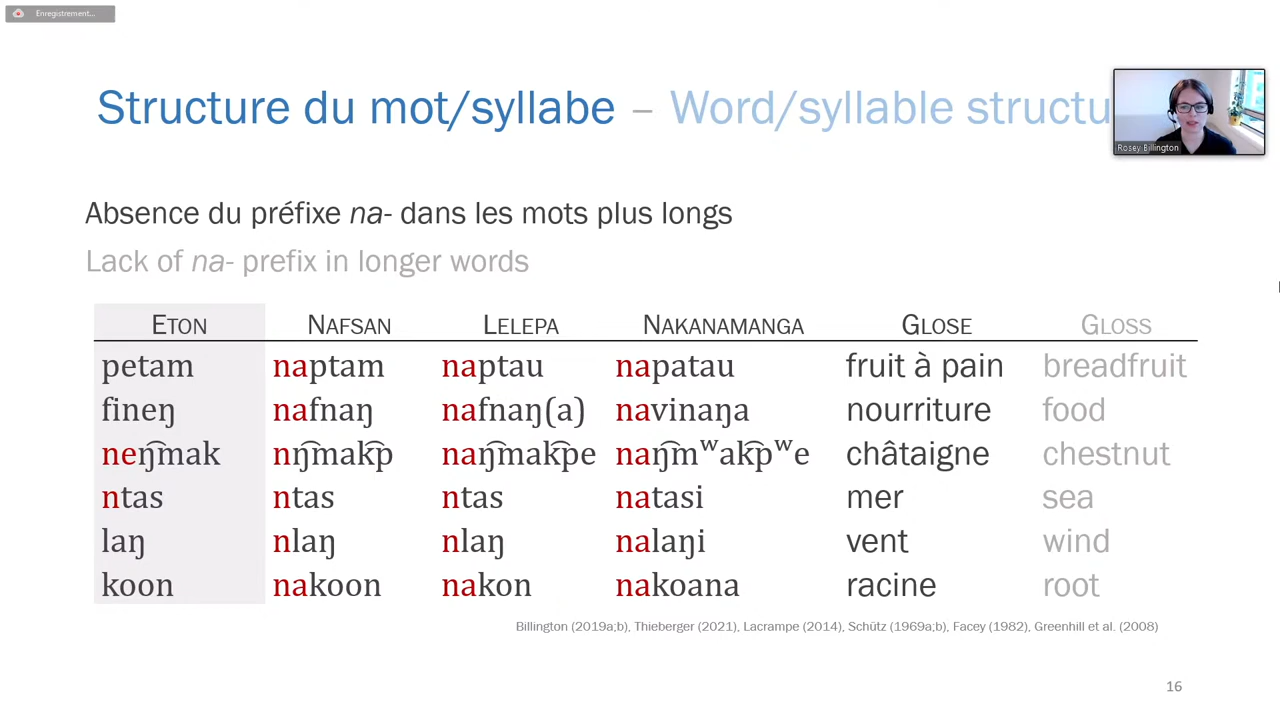 Enregistrement...
Structure du mot/syllabe – Word/syllable structu
Rosey Billington
Absence du préfixe na- dans les mots plus longs
Lack of na- prefix in longer words
ETON NAFSAN LELEPA NAKANAMANGA GLOSE GLOSS
petam naptam naptau napatau fruit à pain breadfruit
fineŋ nafnaŋ nafnaŋ(a) navinaŋa nourriture food
neŋ͡mak nŋ͡mak͡p naŋ͡mak͡pe naŋ͡mʷak͡pʷe châtaigne chestnut
ntas ntas ntas natasi mer sea
laŋ nlaŋ nlaŋ nalaŋi vent wind
koon nakoon nakon nakoana racine root
Billington (2019a;b), Thieberger (2021), Lacrampe (2014), Schütz (1969a;b), Facey (1982), Greenhill et al. (2008)
16